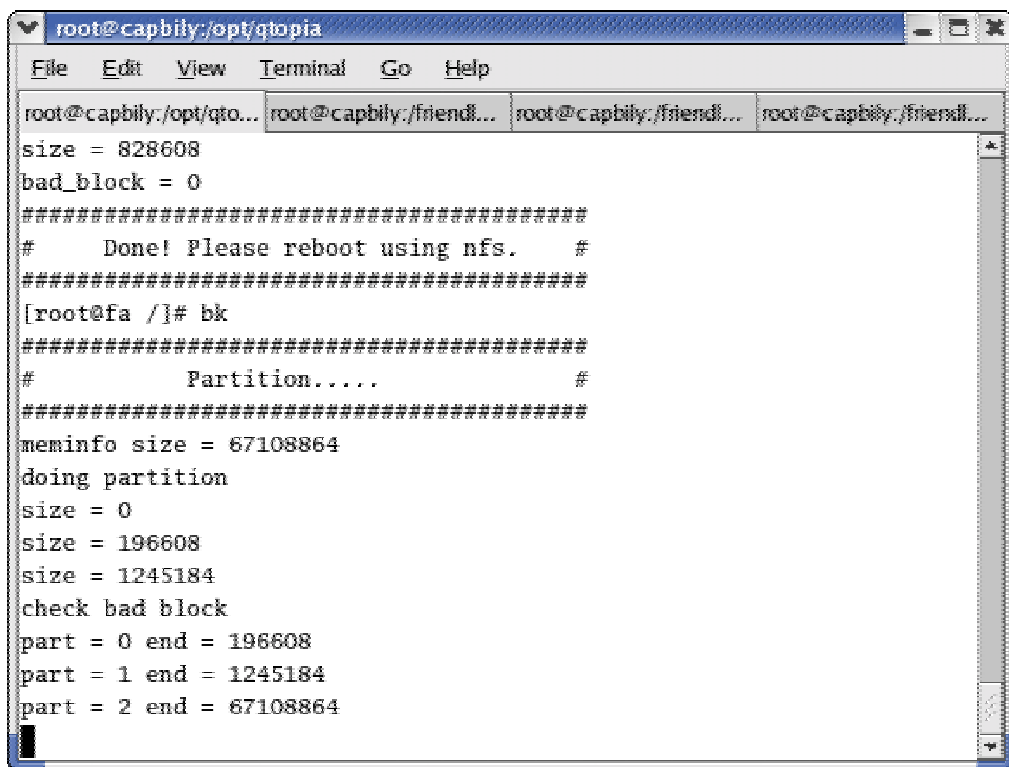 root@capbily:/opt/qtopia
File Edit View Terminal Go Help
root@capbily:/opt/qto... root@capbily:/friendl... root@capbily:/friendl... root@capbily:/friendl...
size = 828608
bad_block = 0
##########################################
#     Done! Please reboot using nfs.     #
##########################################
[root@fa /]# bk
##########################################
#            Partition.....              #
##########################################
meminfo size = 67108864
doing partition
size = 0
size = 196608
size = 1245184
check bad block
part = 0 end = 196608
part = 1 end = 1245184
part = 2 end = 67108864